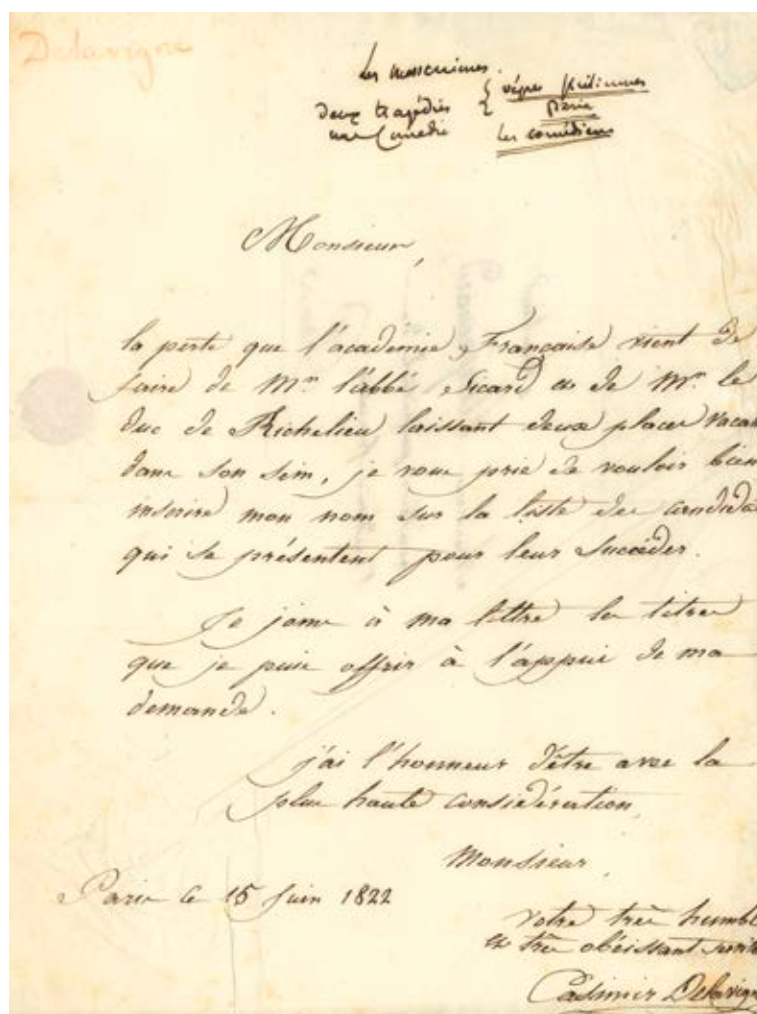 Delavigne
Les messeniennes
{ vêpres siciliennes
deux tragédies { Paria
une Comédie Les comédiens
Monsieur,
la perte que l'académie Française vient de
faire de Mr. l'abbé Sicard et de Mr. le
duc de Richelieu laissant deux places vacan
dans son sein, je vous prie de vouloir bien
inscrire mon nom sur la liste des candida
qui se présentent pour leur succéder.
Je joins à ma lettre les titres
que je puis offrir à l'appui de ma
demande.
j'ai l'honneur d'être avec la
plus haute considération,
Monsieur,
Paris le 15 Juin 1822
votre très humbl
et très obéissant servite
Casimir Delavign